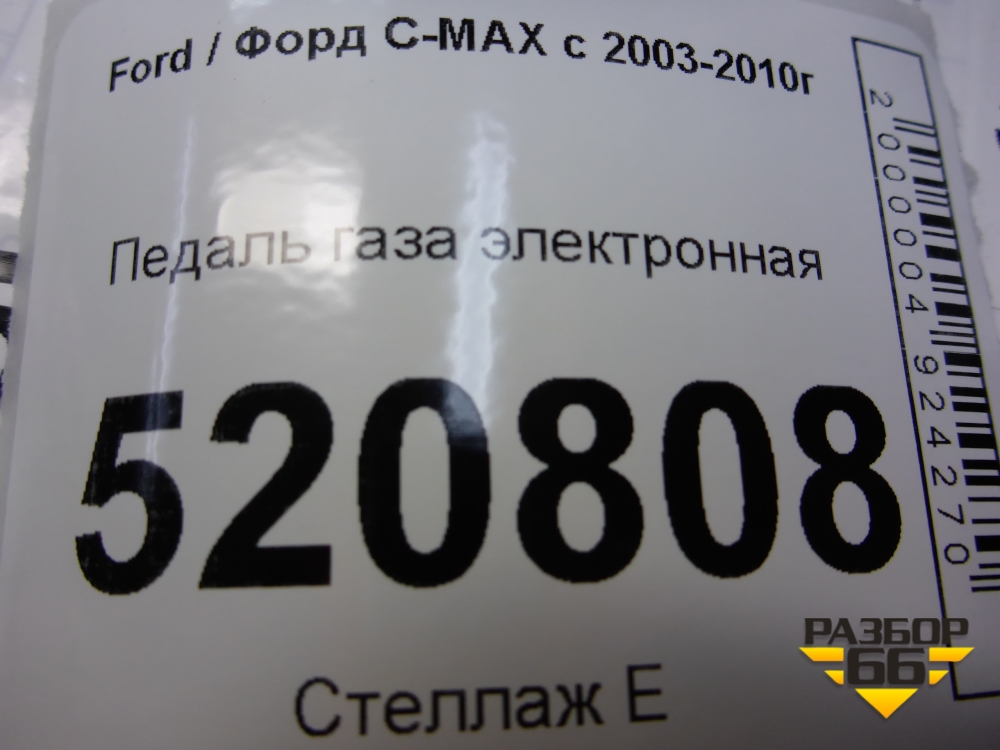 Ford / Форд C-MAX с 2003-2010г
Педаль газа электронная
520808
Стеллаж Е
2000004924270
РАЗБОР
66